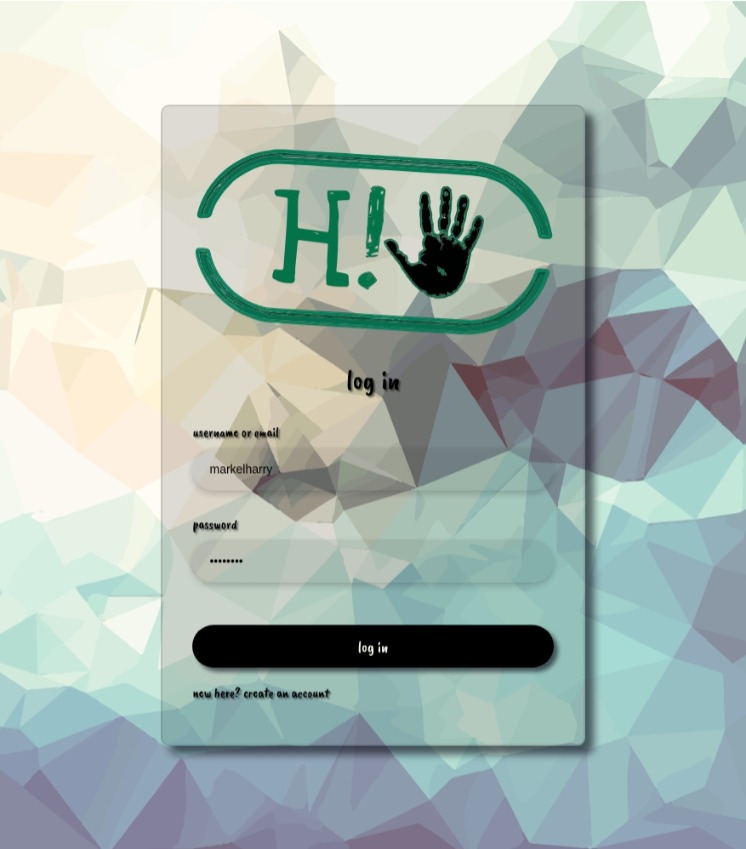 H!
log in
username or email
markelharry
password
••••••••
log in
new here? create an account